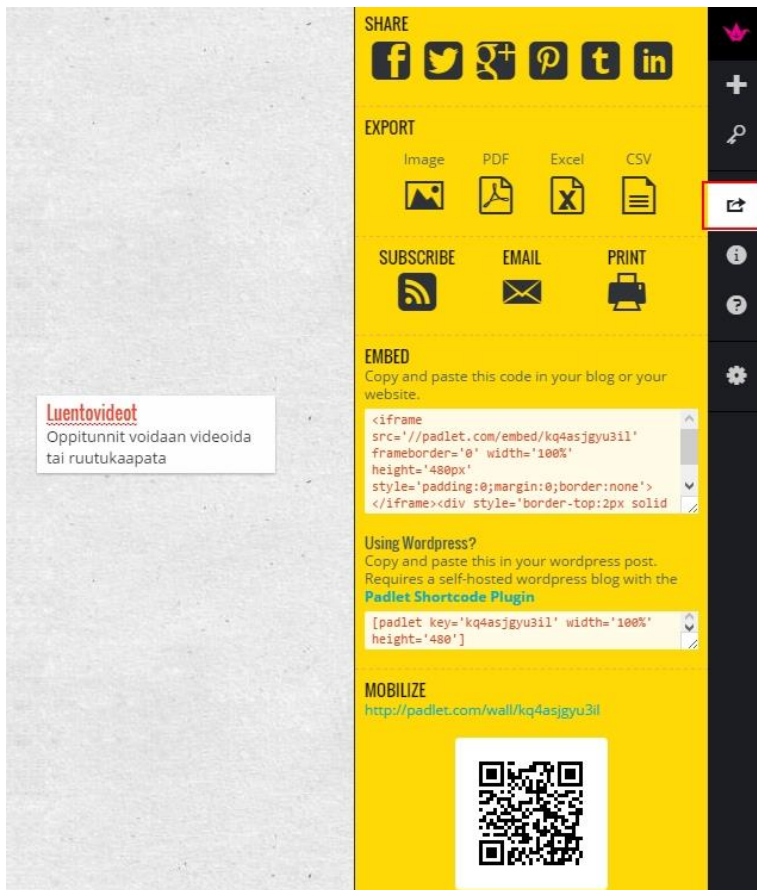 SHARE
EXPORT
Image PDF Excel CSV
SUBSCRIBE EMAIL PRINT
EMBED
Copy and paste this code in your blog or your
website.
<iframe
src='//padlet.com/embed/kq4asjgyu3il'
frameborder='0' width='100%'
height='480px'
style='padding:0;margin:0;border:none'>
</iframe><div style='border-top:2px solid
Luentovideot
Oppitunnit voidaan videoida
tai ruutukaapata
Using Wordpress?
Copy and paste this in your wordpress post.
Requires a self-hosted wordpress blog with the
Padlet Shortcode Plugin
[padlet key='kq4asjgyu3il' width='100%'
height='480']
MOBILIZE
http://padlet.com/wall/kq4asjgyu3il